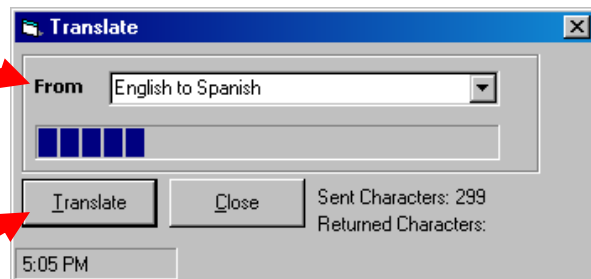 Translate
From English to Spanish
Translate Close Sent Characters: 299
Returned Characters:
5:05 PM